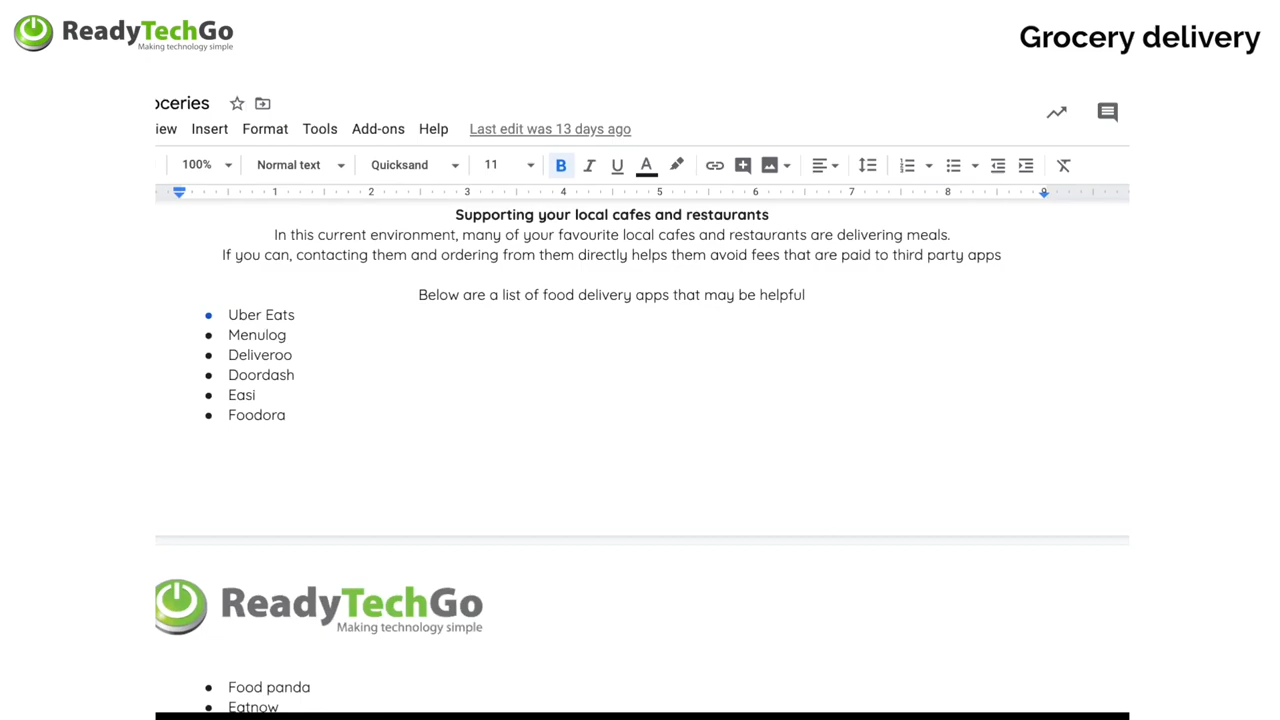 ReadyTechGo
Making technology simple
Grocery delivery
oceries
iew Insert Format Tools Add-ons Help Last edit was 13 days ago
100% Normal text Quicksand 11 B I U A
1 2 3 4 5 6 7 8 9
Supporting your local cafes and restaurants
In this current environment, many of your favourite local cafes and restaurants are delivering meals.
If you can, contacting them and ordering from them directly helps them avoid fees that are paid to third party apps
Below are a list of food delivery apps that may be helpful
● Uber Eats
● Menulog
● Deliveroo
● Doordash
● Easi
● Foodora
ReadyTechGo
Making technology simple
● Food panda
● Eatnow